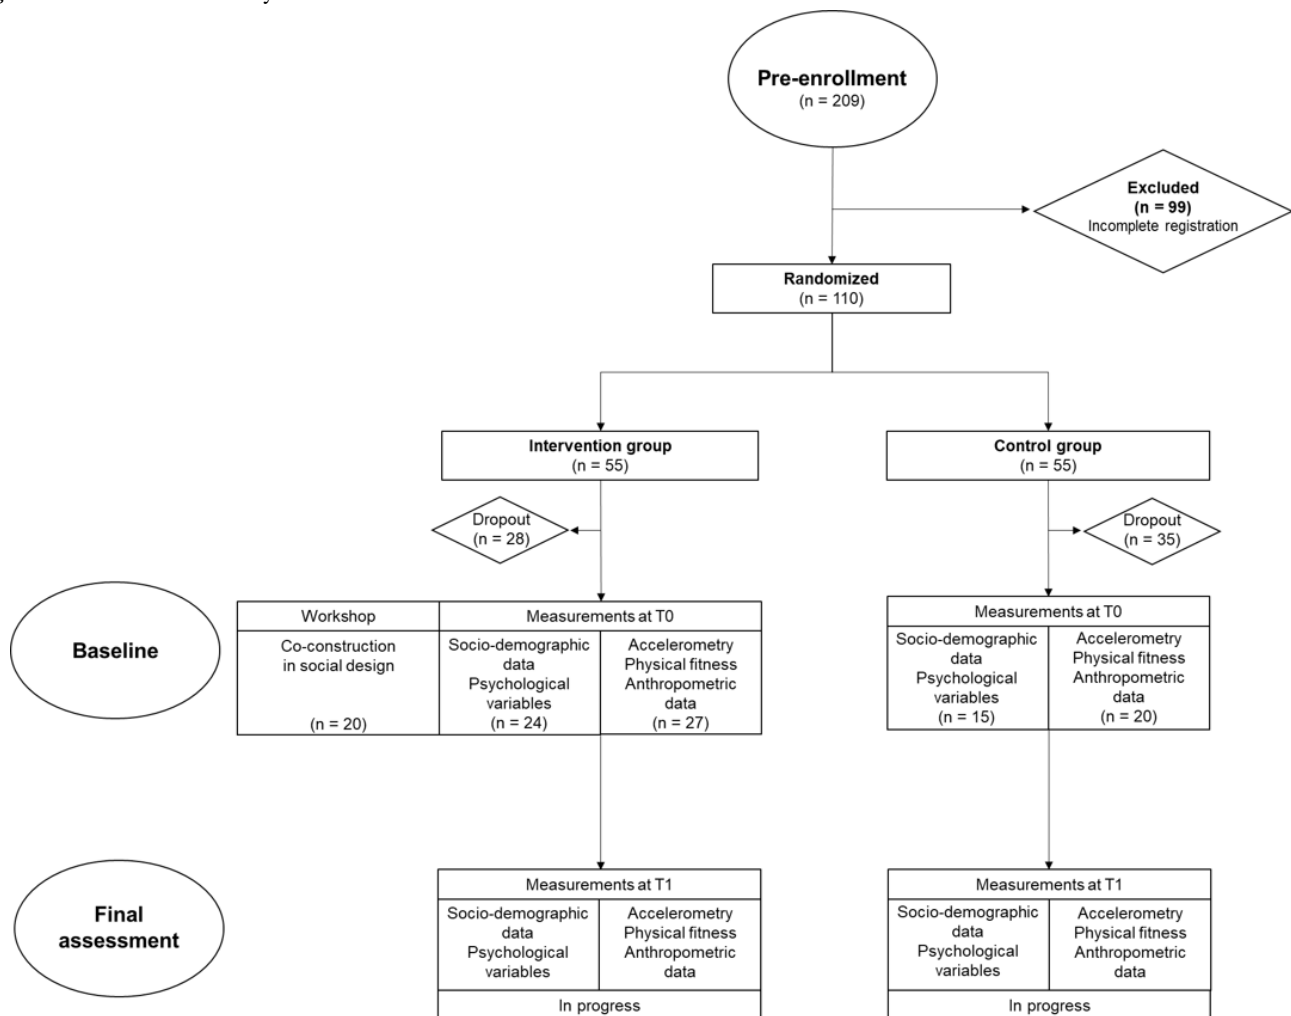 Pre-enrollment
(n = 209)
Excluded
(n = 99)
Incomplete registration
Randomized
(n = 110)
Intervention group
(n = 55)
Control group
(n = 55)
Dropout
(n = 28)
Dropout
(n = 35)
Baseline
Workshop
Co-construction
in social design
(n = 20)
Measurements at T0
Socio-demographic
data
Psychological
variables
(n = 24)
Accelerometry
Physical fitness
Anthropometric
data
(n = 27)
Measurements at T0
Socio-demographic
data
Psychological
variables
(n = 15)
Accelerometry
Physical fitness
Anthropometric
data
(n = 20)
Final
assessment
Measurements at T1
Socio-demographic
data
Psychological
variables
Accelerometry
Physical fitness
Anthropometric
data
In progress
Measurements at T1
Socio-demographic
data
Psychological
variables
Accelerometry
Physical fitness
Anthropometric
data
In progress